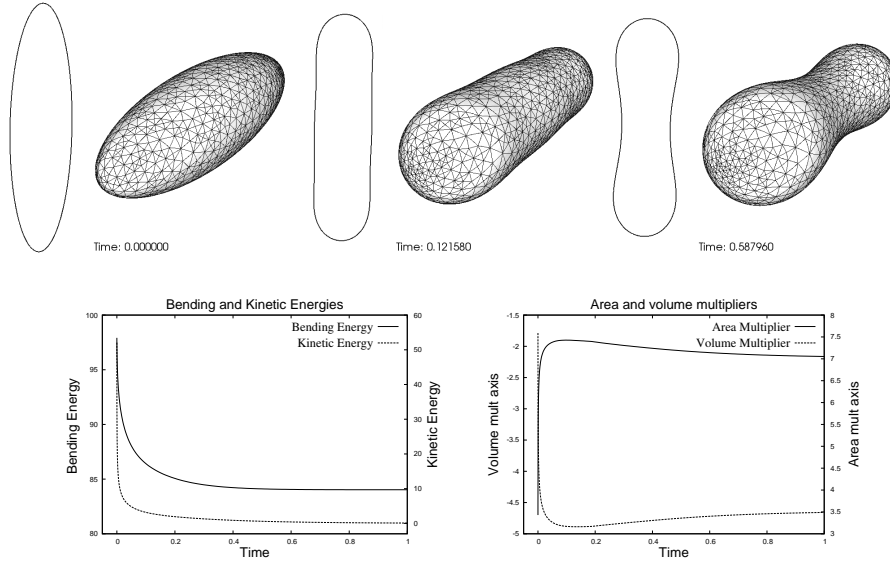 Time: 0.000000
Time: 0.121580
Time: 0.587960
Bending and Kinetic Energies
Bending Energy
Kinetic Energy
100
95
90
85
80
60
50
40
30
20
10
0
Bending Energy
Kinetic Energy
0
0.2
0.4
0.6
0.8
1
Time
Area and volume multipliers
Area Multiplier
Volume Multiplier
-1.5
-2
-2.5
-3
-3.5
-4
-4.5
-5
8
7.5
7
6.5
6
5.5
5
4.5
4
3.5
3
Volume mult axis
Area mult axis
0
0.2
0.4
0.6
0.8
1
Time